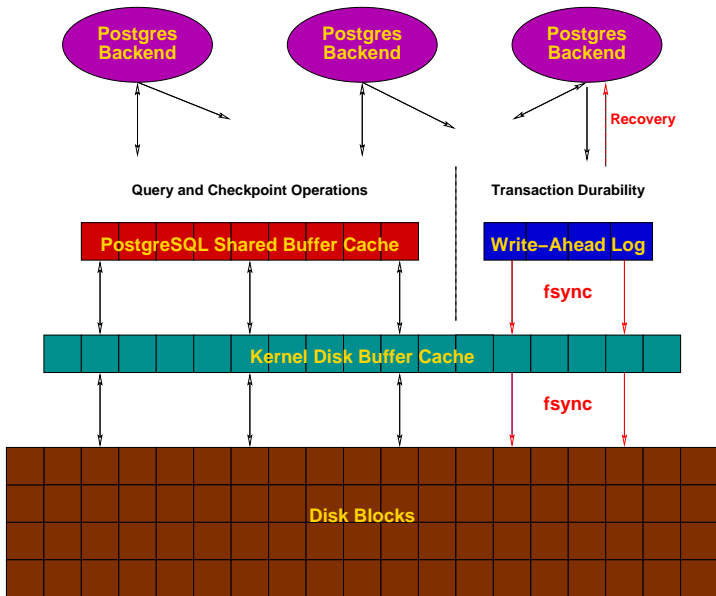 Postgres
Backend
Postgres
Backend
Postgres
Backend
Recovery
Query and Checkpoint Operations
Transaction Durability
PostgreSQL Shared Buffer Cache
Write−Ahead Log
fsync
Kernel Disk Buffer Cache
fsync
Disk Blocks